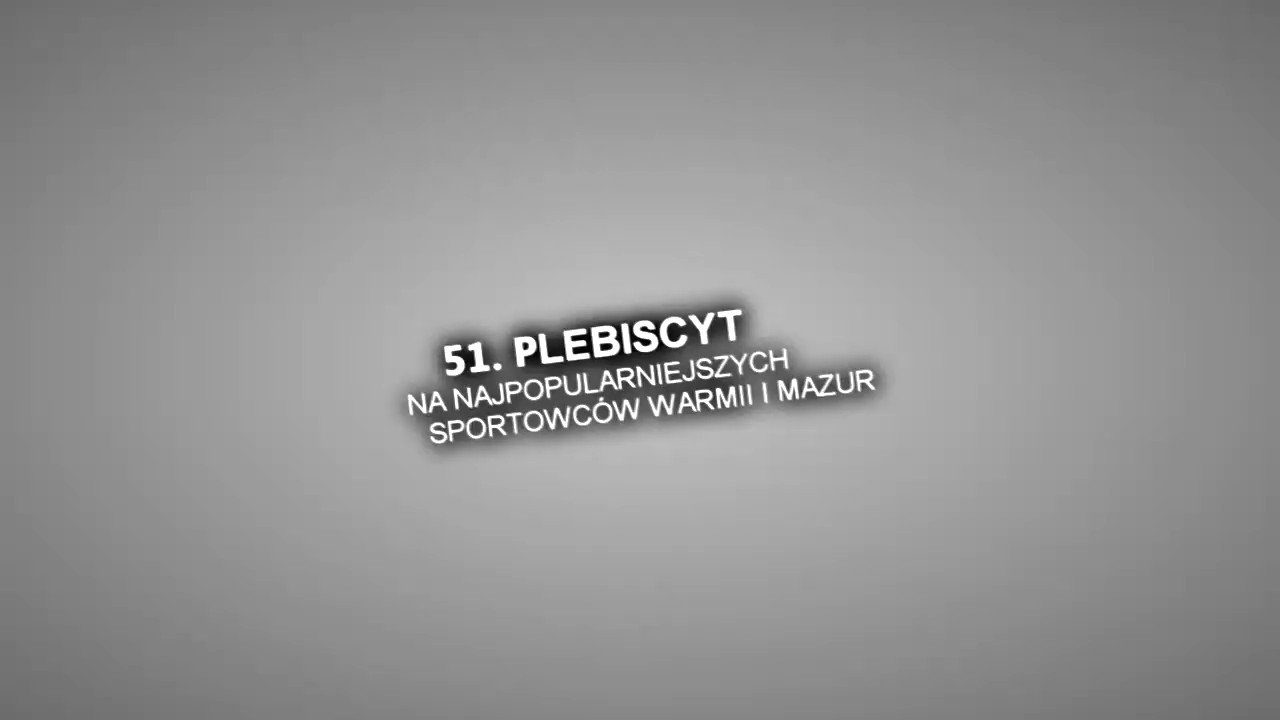 51. PLEBISCYT
NA NAJPOPULARNIEJSZYCH
SPORTOWCÓW WARMII I MAZUR